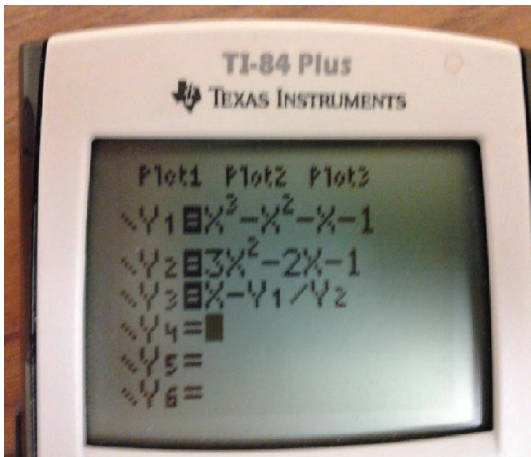 TI-84 Plus
TEXAS INSTRUMENTS
Plot1 Plot2 Plot3
\Y₁=X³-X²-X-1
\Y₂=3X²-2X-1
\Y₃=X-Y₁/Y₂
\Y₄=
\Y₅=
\Y₆=